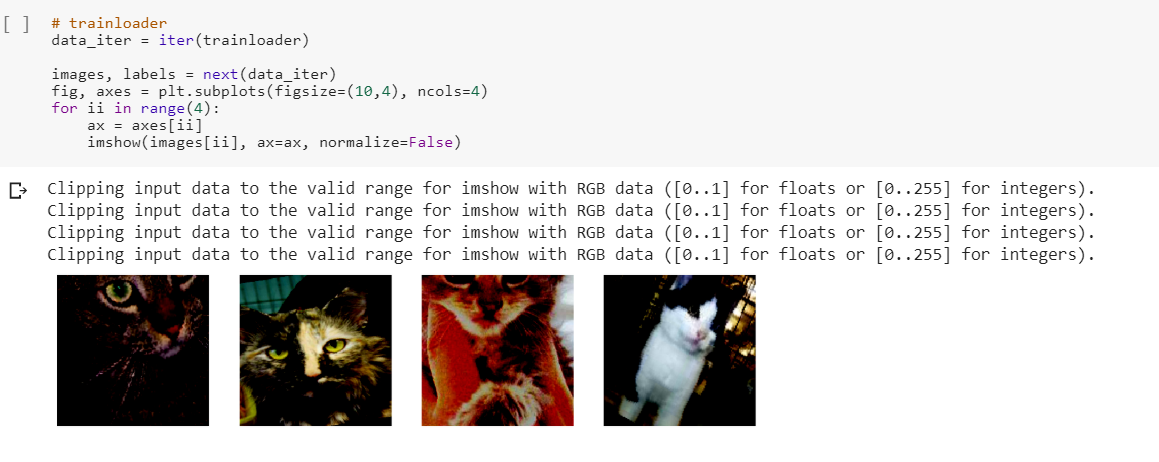 [ ] # trainloader
data_iter = iter(trainloader)
images, labels = next(data_iter)
fig, axes = plt.subplots(figsize=(10,4), ncols=4)
for ii in range(4):
    ax = axes[ii]
    imshow(images[ii], ax=ax, normalize=False)
Clipping input data to the valid range for imshow with RGB data ([0..1] for floats or [0..255] for integers).
Clipping input data to the valid range for imshow with RGB data ([0..1] for floats or [0..255] for integers).
Clipping input data to the valid range for imshow with RGB data ([0..1] for floats or [0..255] for integers).
Clipping input data to the valid range for imshow with RGB data ([0..1] for floats or [0..255] for integers).